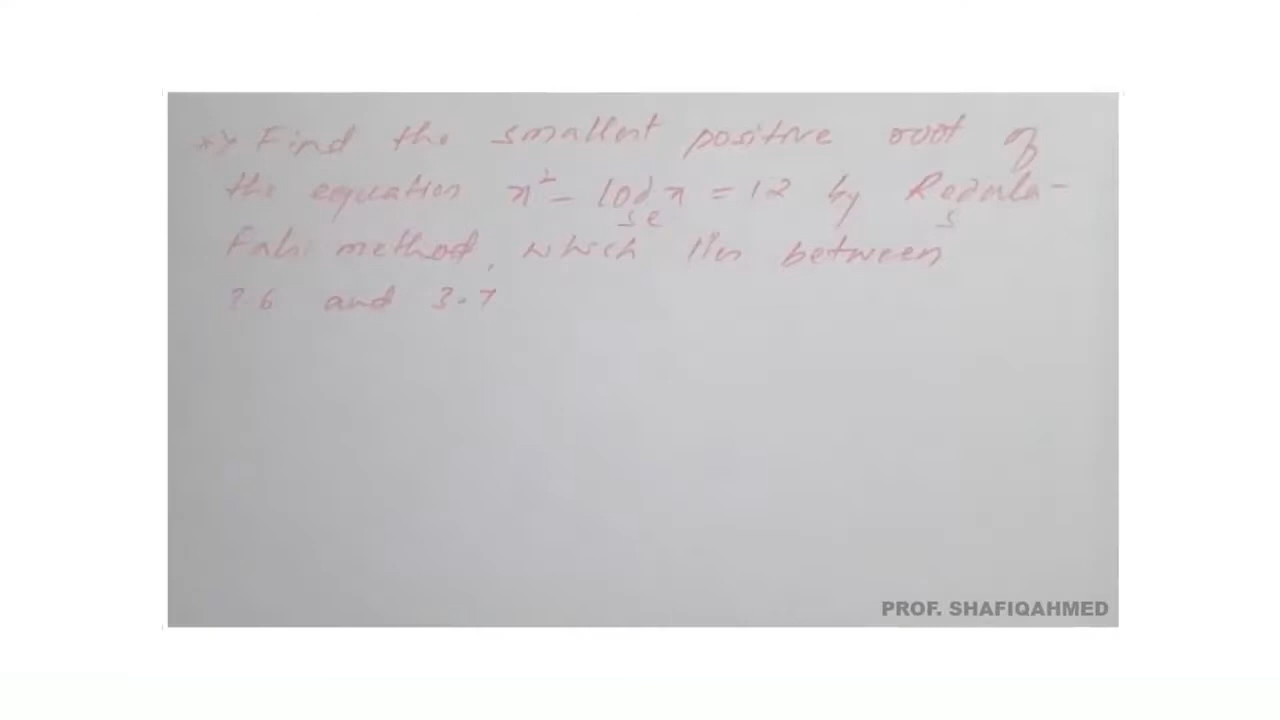 *> Find the smallest positive root of
the equation x² - logₑ x = 12 by Regula-
Falsi method, which lies between
3.6 and 3.7
PROF. SHAFIQAHMED